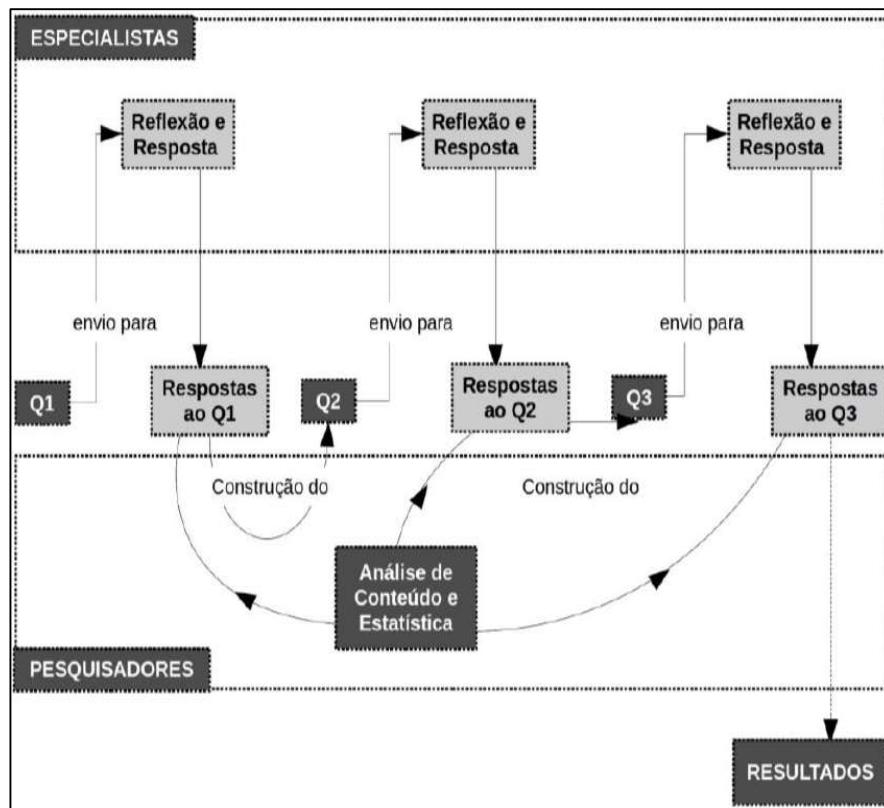 ESPECIALISTAS
Reflexão e
Resposta
Reflexão e
Resposta
Reflexão e
Resposta
envio para
envio para
envio para
Q1
Respostas
ao Q1
Q2
Respostas
ao Q2
Q3
Respostas
ao Q3
Construção do
Construção do
Análise de
Conteúdo e
Estatística
PESQUISADORES
RESULTADOS